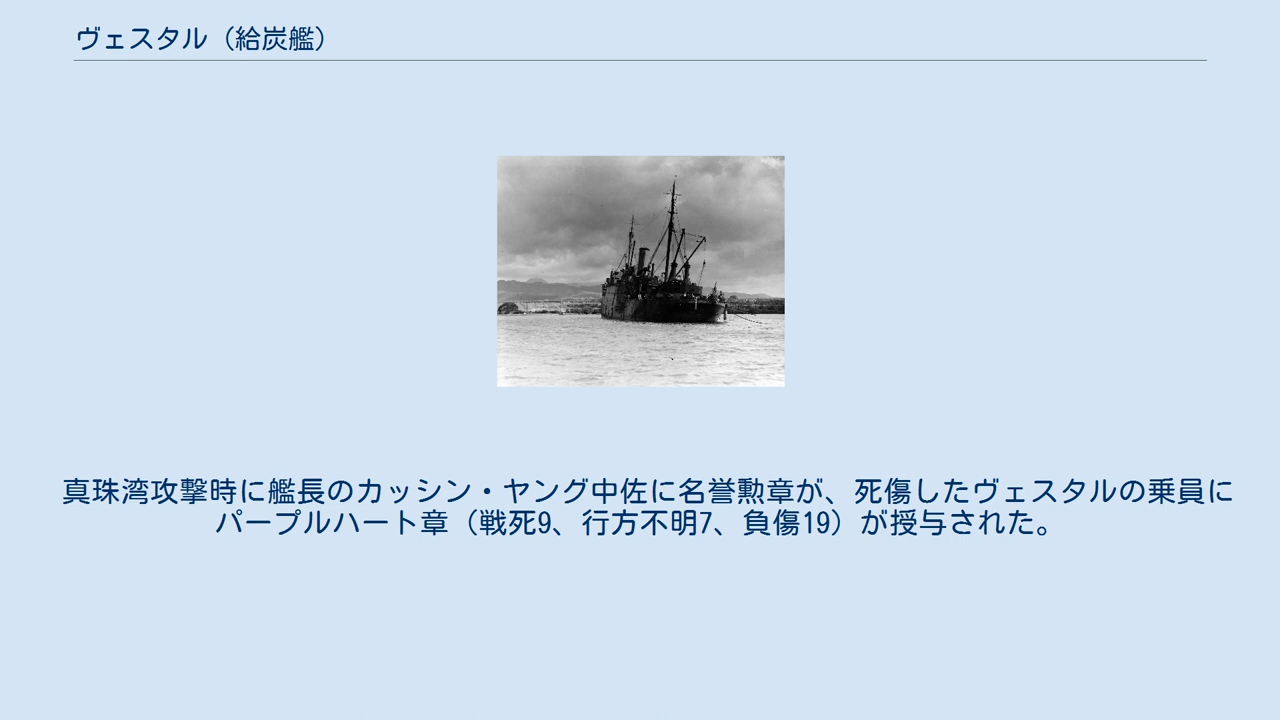 ヴェスタル（給炭艦）
真珠湾攻撃時に艦長のカッシン・ヤング中佐に名誉勲章が、死傷したヴェスタルの乗員に
パープルハート章（戦死9、行方不明7、負傷19）が授与された。